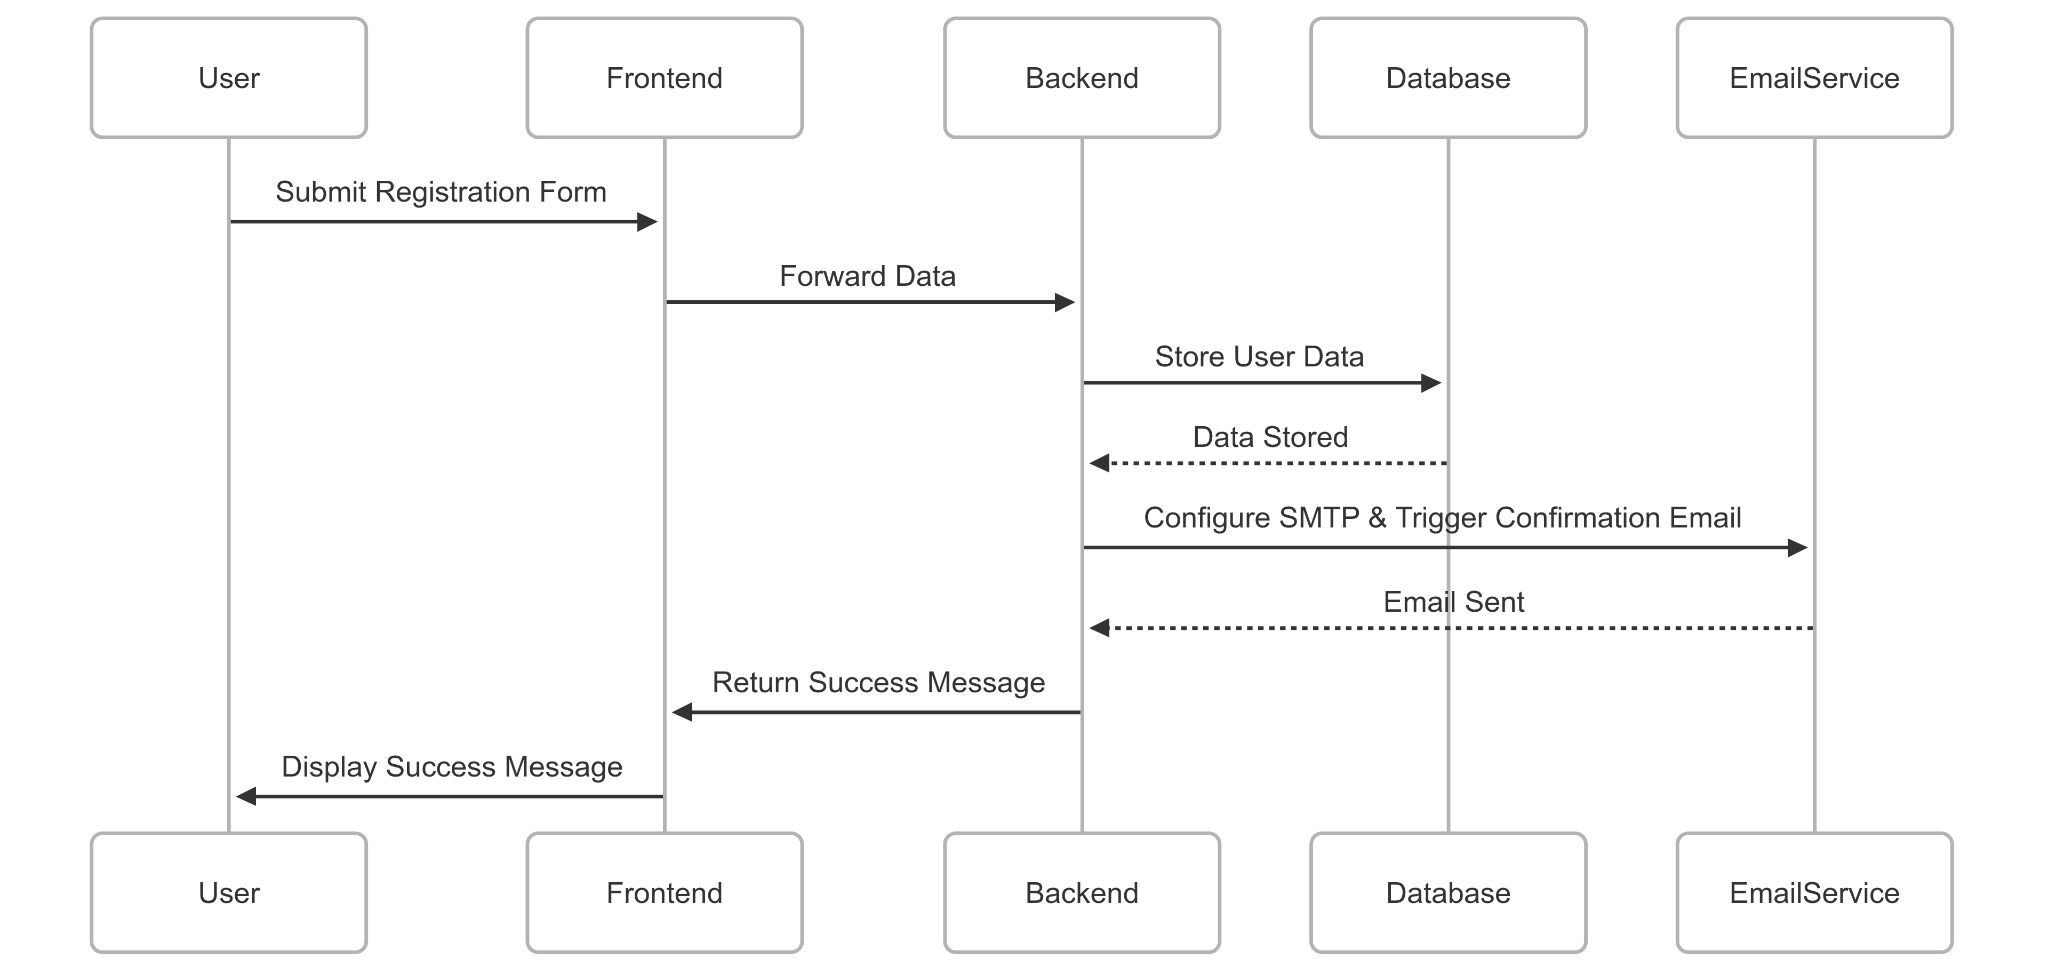 User
Frontend
Backend
Database
EmailService
Submit Registration Form
Forward Data
Store User Data
Data Stored
Configure SMTP & Trigger Confirmation Email
Email Sent
Return Success Message
Display Success Message
User
Frontend
Backend
Database
EmailService